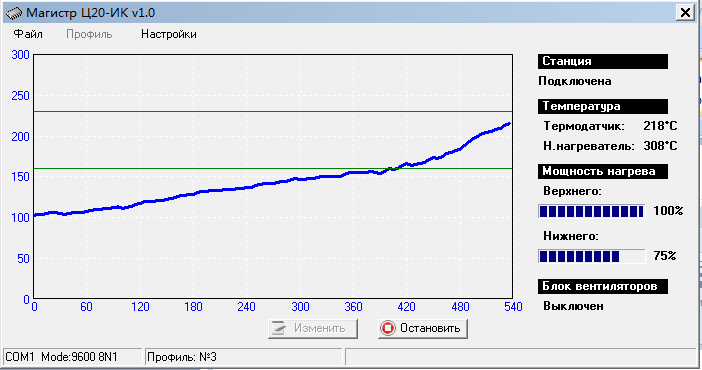 Магистр Ц20-ИК v1.0
Файл Профиль Настройки
300
250
200
150
100
50
0
0 60 120 180 240 300 360 420 480 540
Станция
Подключена
Температура
Термодатчик: 218°C
Н.нагреватель: 308°C
Мощность нагрева
Верхнего:
100%
Нижнего:
75%
Блок вентиляторов
Выключен
Изменить Остановить
COM1 Mode:9600 8N1 Профиль: №3